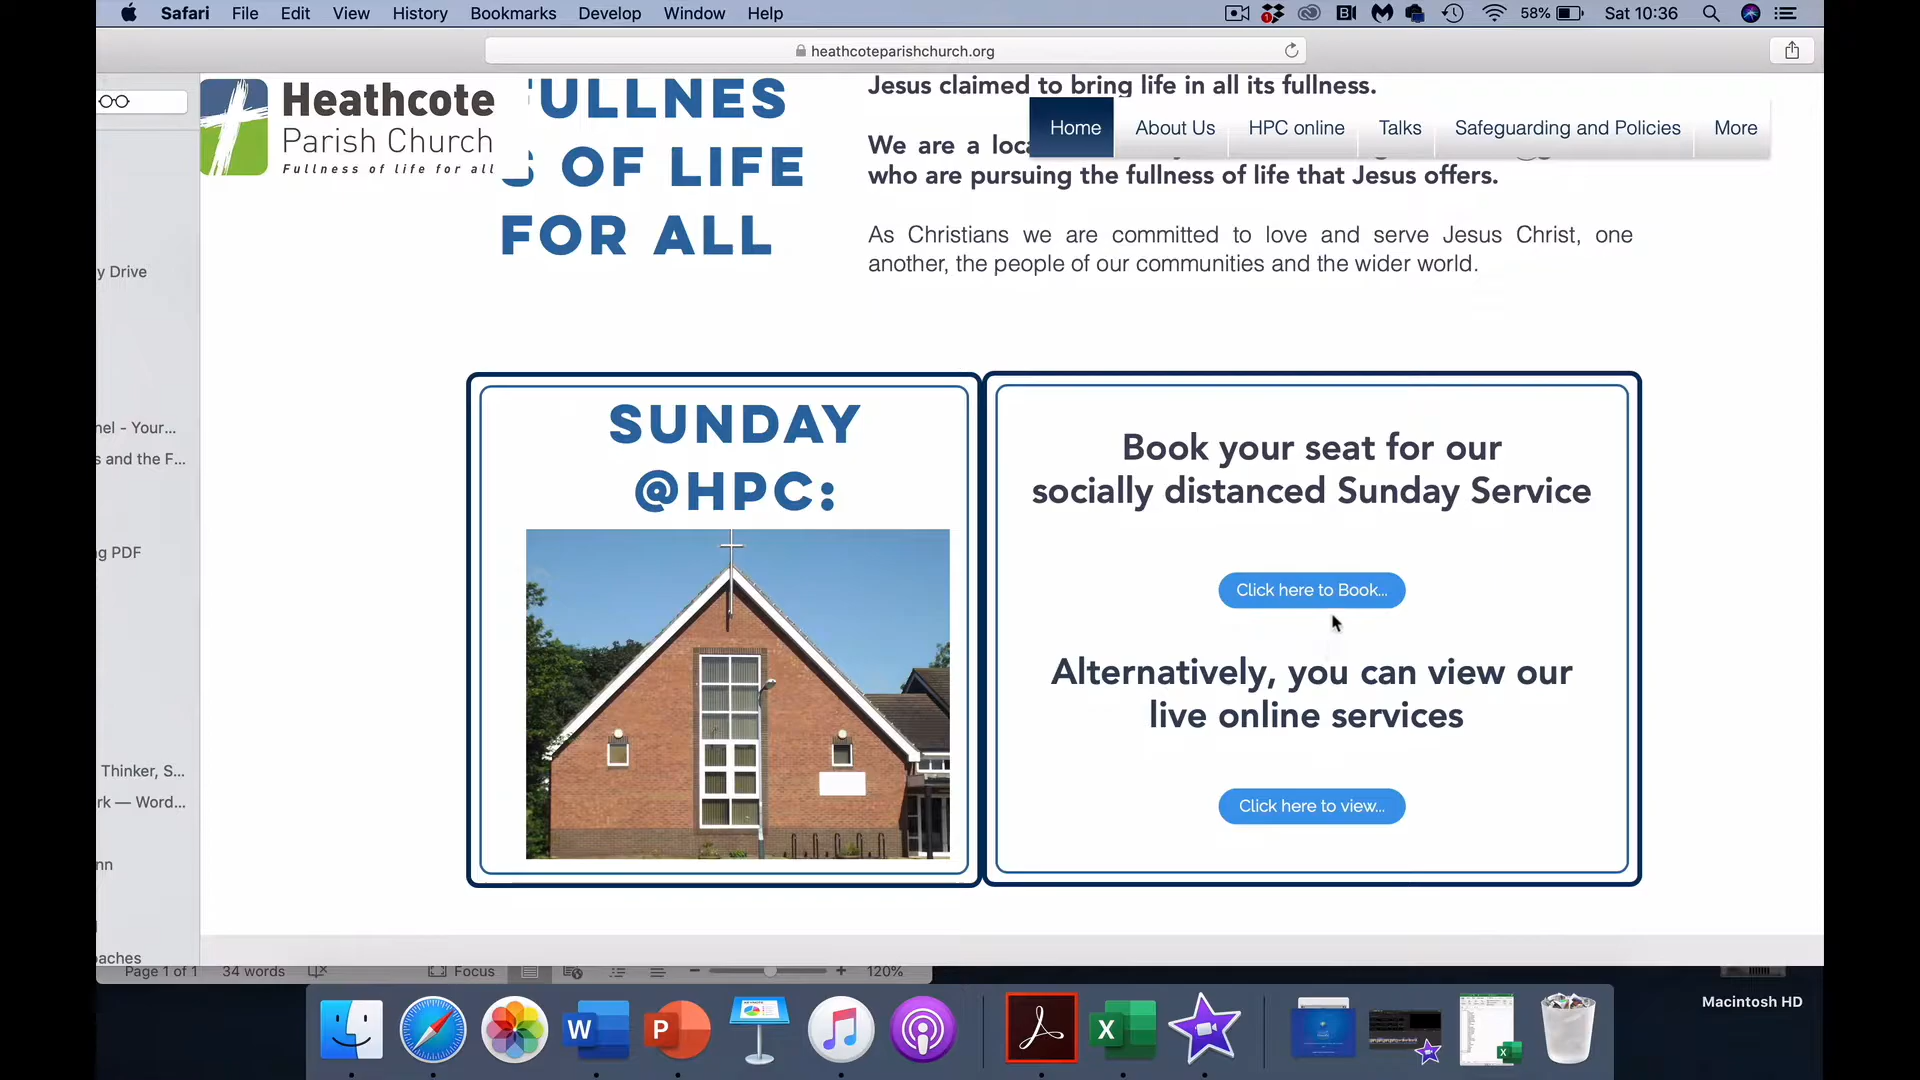 Safari File Edit View History Bookmarks Develop Window Help 58% Sat 10:36
heathcoteparishchurch.org
Heathcote
Parish Church
Fullness of life for all
FULLNES
S OF LIFE
FOR ALL
Jesus claimed to bring life in all its fullness.
Home About Us HPC online Talks Safeguarding and Policies More
We are a loc
who are pursuing the fullness of life that Jesus offers.
As Christians we are committed to love and serve Jesus Christ, one
another, the people of our communities and the wider world.
y Drive
nel - Your...
s and the F...
g PDF
Thinker, S...
rk — Word...
nn
oaches
SUNDAY
@HPC:
Book your seat for our
socially distanced Sunday Service
Click here to Book...
Alternatively, you can view our
live online services
Click here to view...
Page 1 of 1 34 words Focus 120%
Macintosh HD